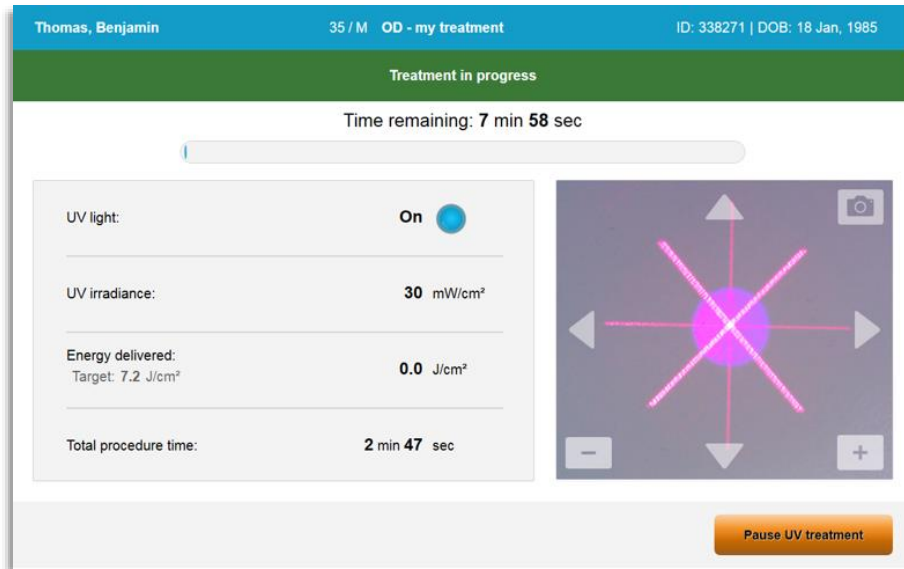 Thomas, Benjamin 35 / M OD - my treatment ID: 338271 | DOB: 18 Jan, 1985
Treatment in progress
Time remaining: 7 min 58 sec
UV light: On
UV irradiance: 30 mW/cm²
Energy delivered:
Target: 7.2 J/cm² 0.0 J/cm²
Total procedure time: 2 min 47 sec
Pause UV treatment